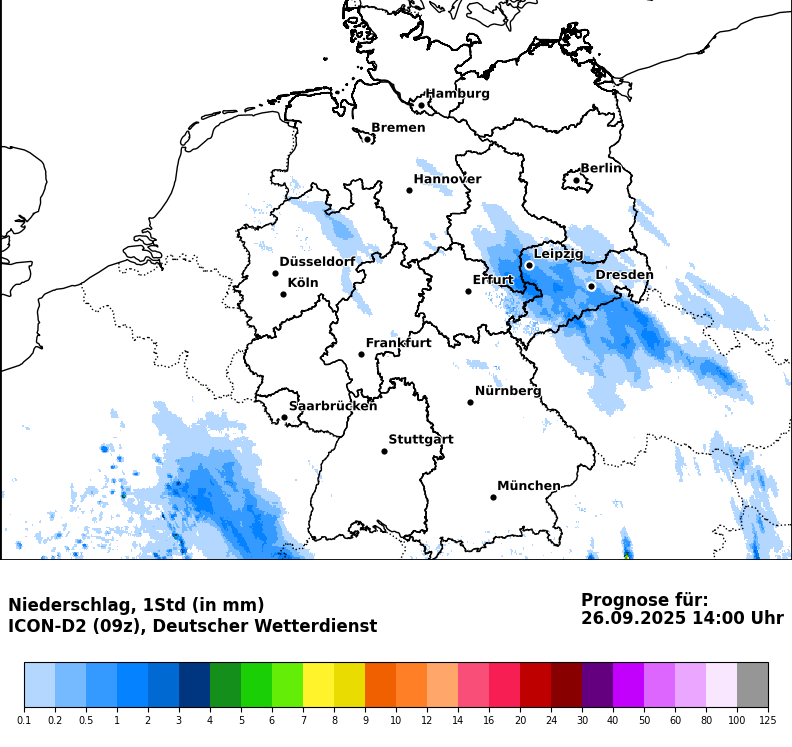 Hamburg
Bremen
Berlin
Hannover
Leipzig
Düsseldorf
Dresden
Köln
Erfurt
Frankfurt
Nürnberg
Saarbrücken
Stuttgart
München
Niederschlag, 1Std (in mm)
ICON-D2 (09z), Deutscher Wetterdienst
Prognose für:
26.09.2025 14:00 Uhr
0.1 0.2 0.5 1 2 3 4 5 6 7 8 9 10 12 14 16 20 24 30 40 50 60 80 100 125